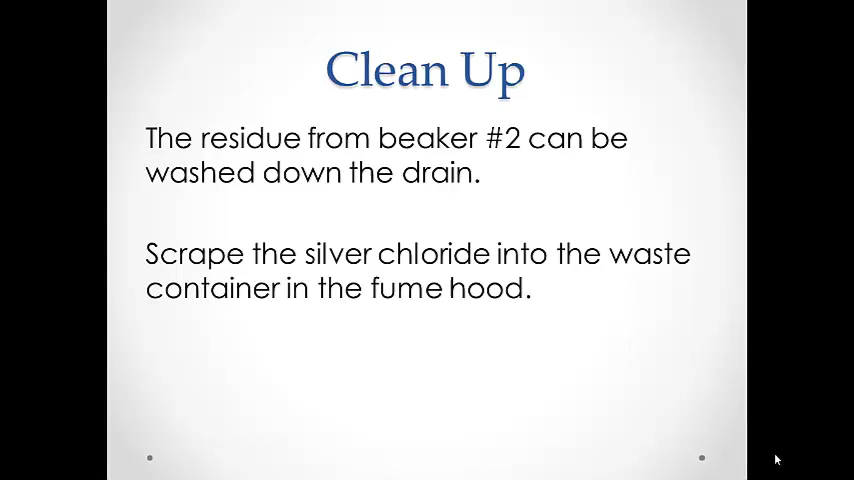 Clean Up
The residue from beaker #2 can be
washed down the drain.
Scrape the silver chloride into the waste
container in the fume hood.